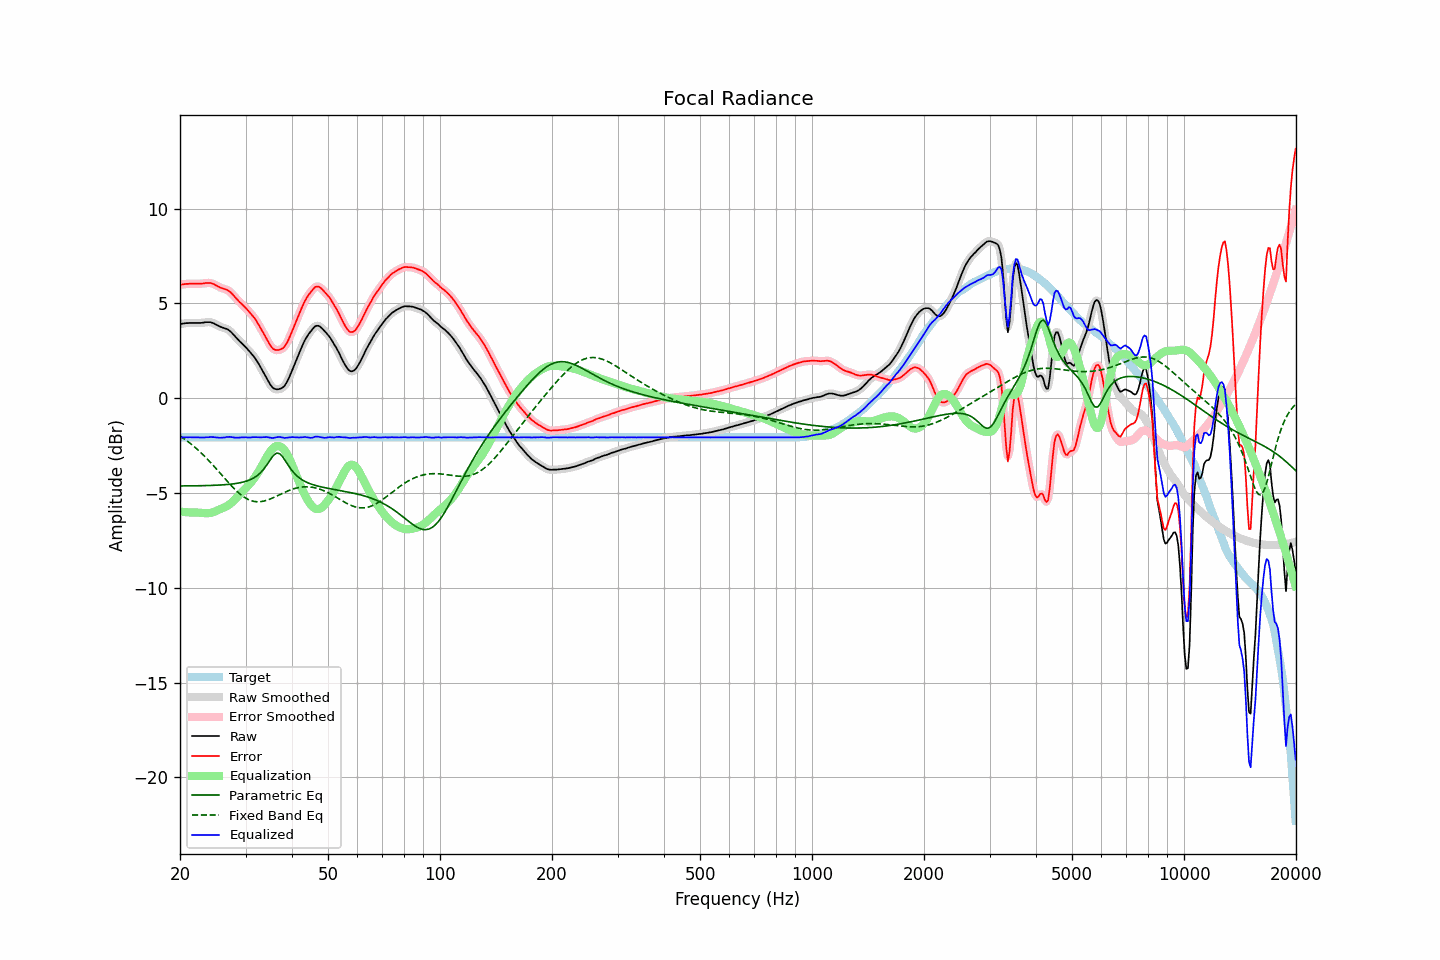 Focal Radiance
10
5
0
−5
−10
−15
−20
Amplitude (dBr)
Target
Raw Smoothed
Error Smoothed
Raw
Error
Equalization
Parametric Eq
Fixed Band Eq
Equalized
20 50 100 200 500 1000 2000 5000 10000 20000
Frequency (Hz)